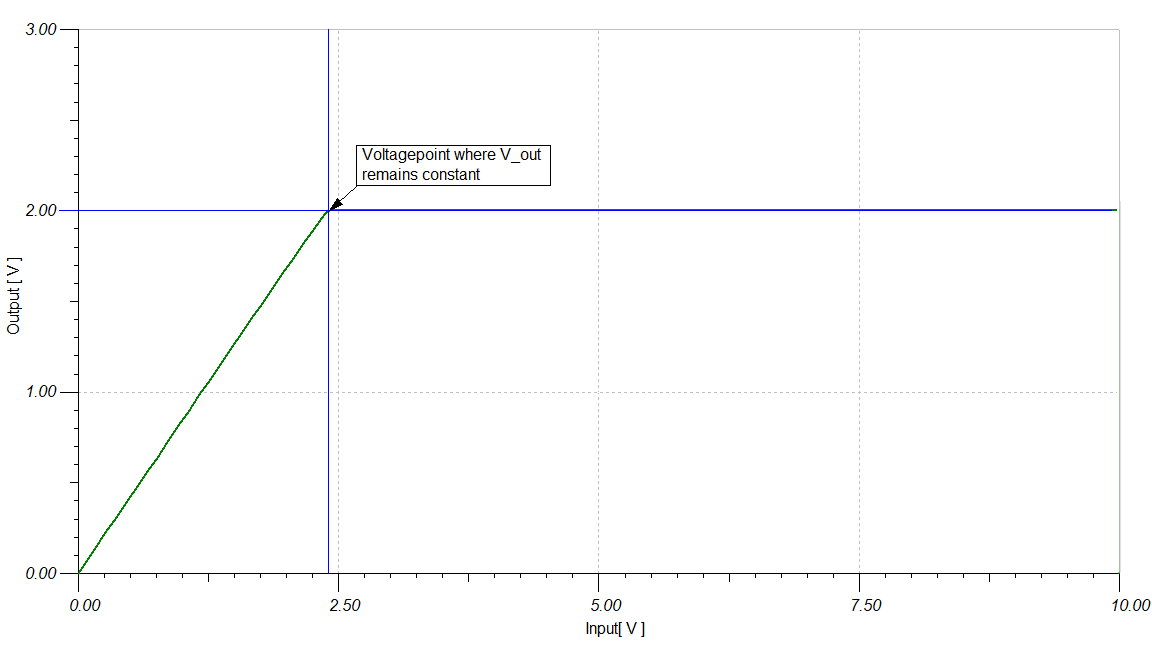 3.00
Voltagepoint where V_out
remains constant
2.00
Output [ V ]
1.00
0.00
0.00 2.50 5.00 7.50 10.00
Input[ V ]